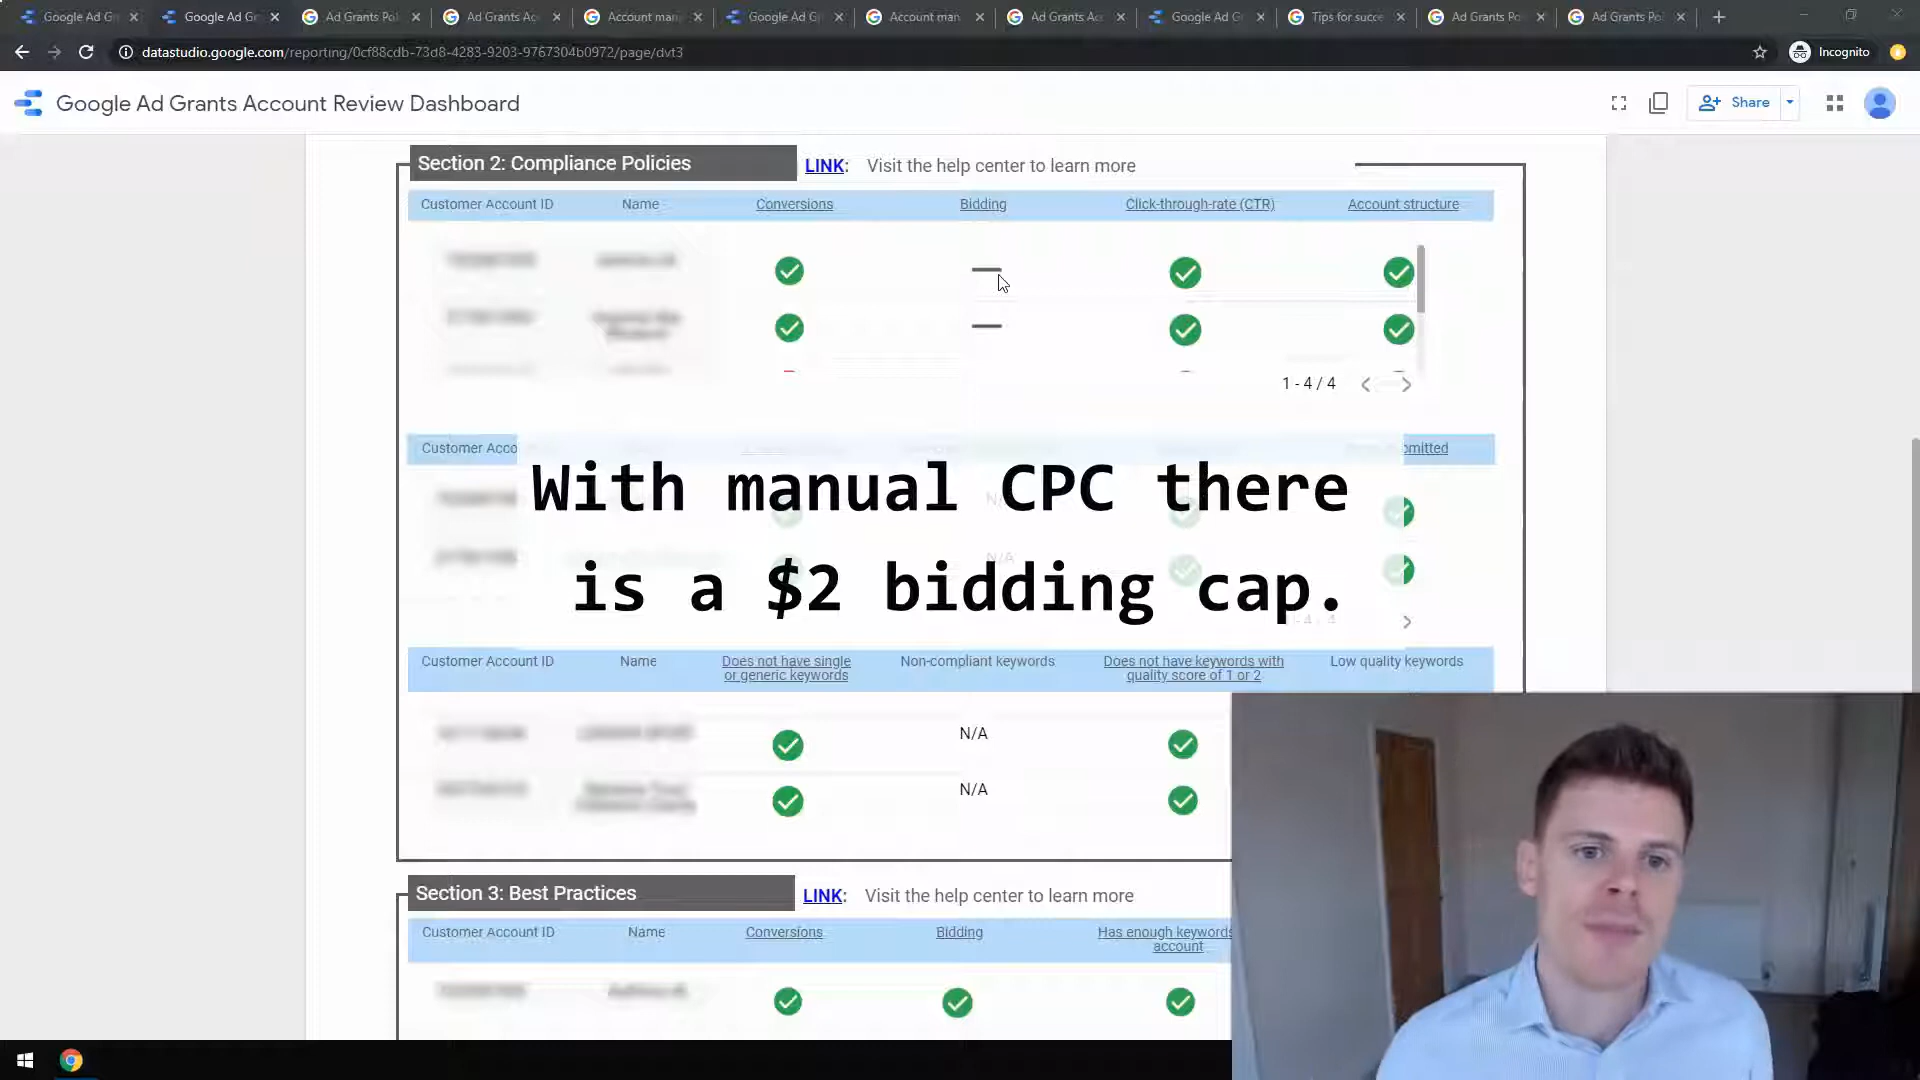 Google Ad G
Google Ad Gr
Ad Grants Pol
Ad Grants Acc
Account man
Google Ad G
Account man
Ad Grants Ac
Google Ad G
Tips for succe
Ad Grants Po
Ad Grants Po
datastudio.google.com/reporting/0cf88cdb-73d8-4283-9203-9767304b0972/page/dvt3
Incognito
Google Ad Grants Account Review Dashboard
Share
Section 2: Compliance Policies
LINK: Visit the help center to learn more
Customer Account ID Name Conversions Bidding Click-through-rate (CTR) Account structure
1 - 4 / 4
Customer Acco
omitted
N/A
N/A
With manual CPC there
is a $2 bidding cap.
Customer Account ID Name Does not have single or generic keywords Non-compliant keywords Does not have keywords with quality score of 1 or 2 Low quality keywords
N/A
N/A
Section 3: Best Practices
LINK: Visit the help center to learn more
Customer Account ID Name Conversions Bidding Has enough keywords
account